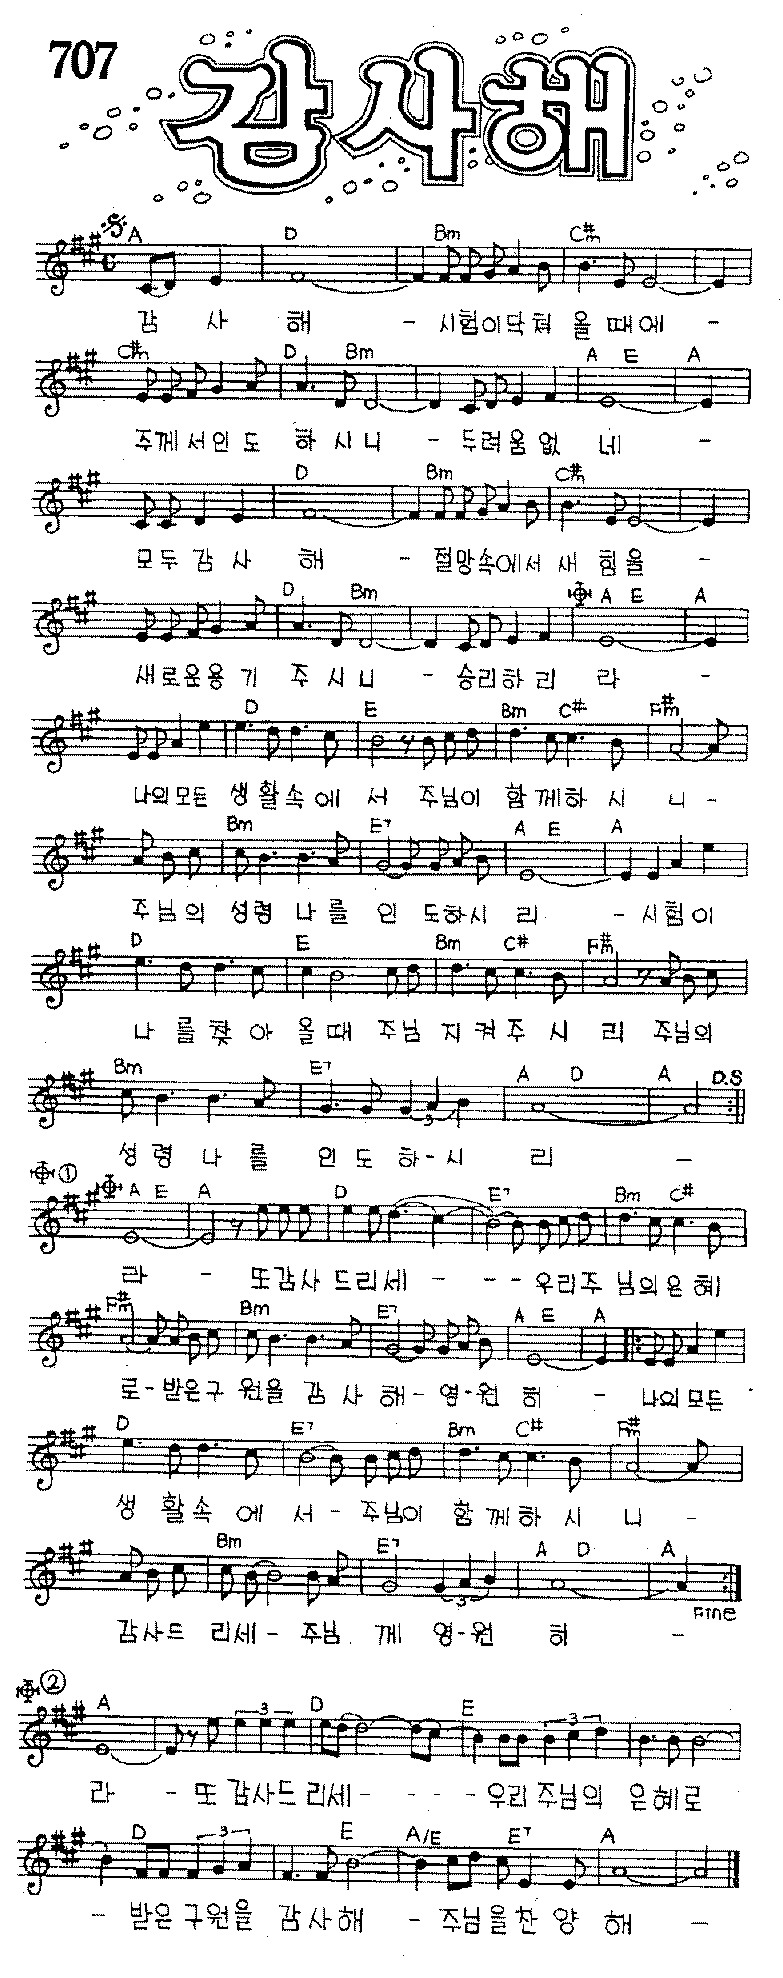 707
감사해
A D Bm C#m
감 사 해 - 시험이닥쳐 올 때에 -
C#m D Bm A E A
주께서인도 하시니 - 두려움없 네 -
D Bm C#m
모두 감사 해 - 절망속에서 새 힘을 -
D Bm A E A
새로운용기 주시니 - 승리하리 라 -
D E Bm C# F#m
나의모든 생활속에서 주님이 함께하 시 니 -
Bm E7 A E A
주님의 성령 나를 인 도하시 리 - 시험이
D E Bm C# F#m
나 를 찾 아 올때 주님 지켜주 시 리 주님의
Bm E7 A D A D.S
성령 나를 인도 하-시 리 -
① A E A D E7 Bm C#
라 - 또감사 드리세 - - - 우리주 님의은혜
F#m Bm E7 A E A
로-받은구 원을 감사해-영-원 히 - 나의모든
D E7 Bm C# F#m
생 활속 에 서 - 주님이 함 께하 시 니 -
Bm E7 A D A
Fine
감사드 리세- 주님 께 영-원 히 -
② A 3 D E 3
라 - 또 감사드 리세 - - - - 우리 주님의 은혜로
D 3 E A/E E7 A
- 받은 구원을 감사해 - 주님을찬 양 해 -